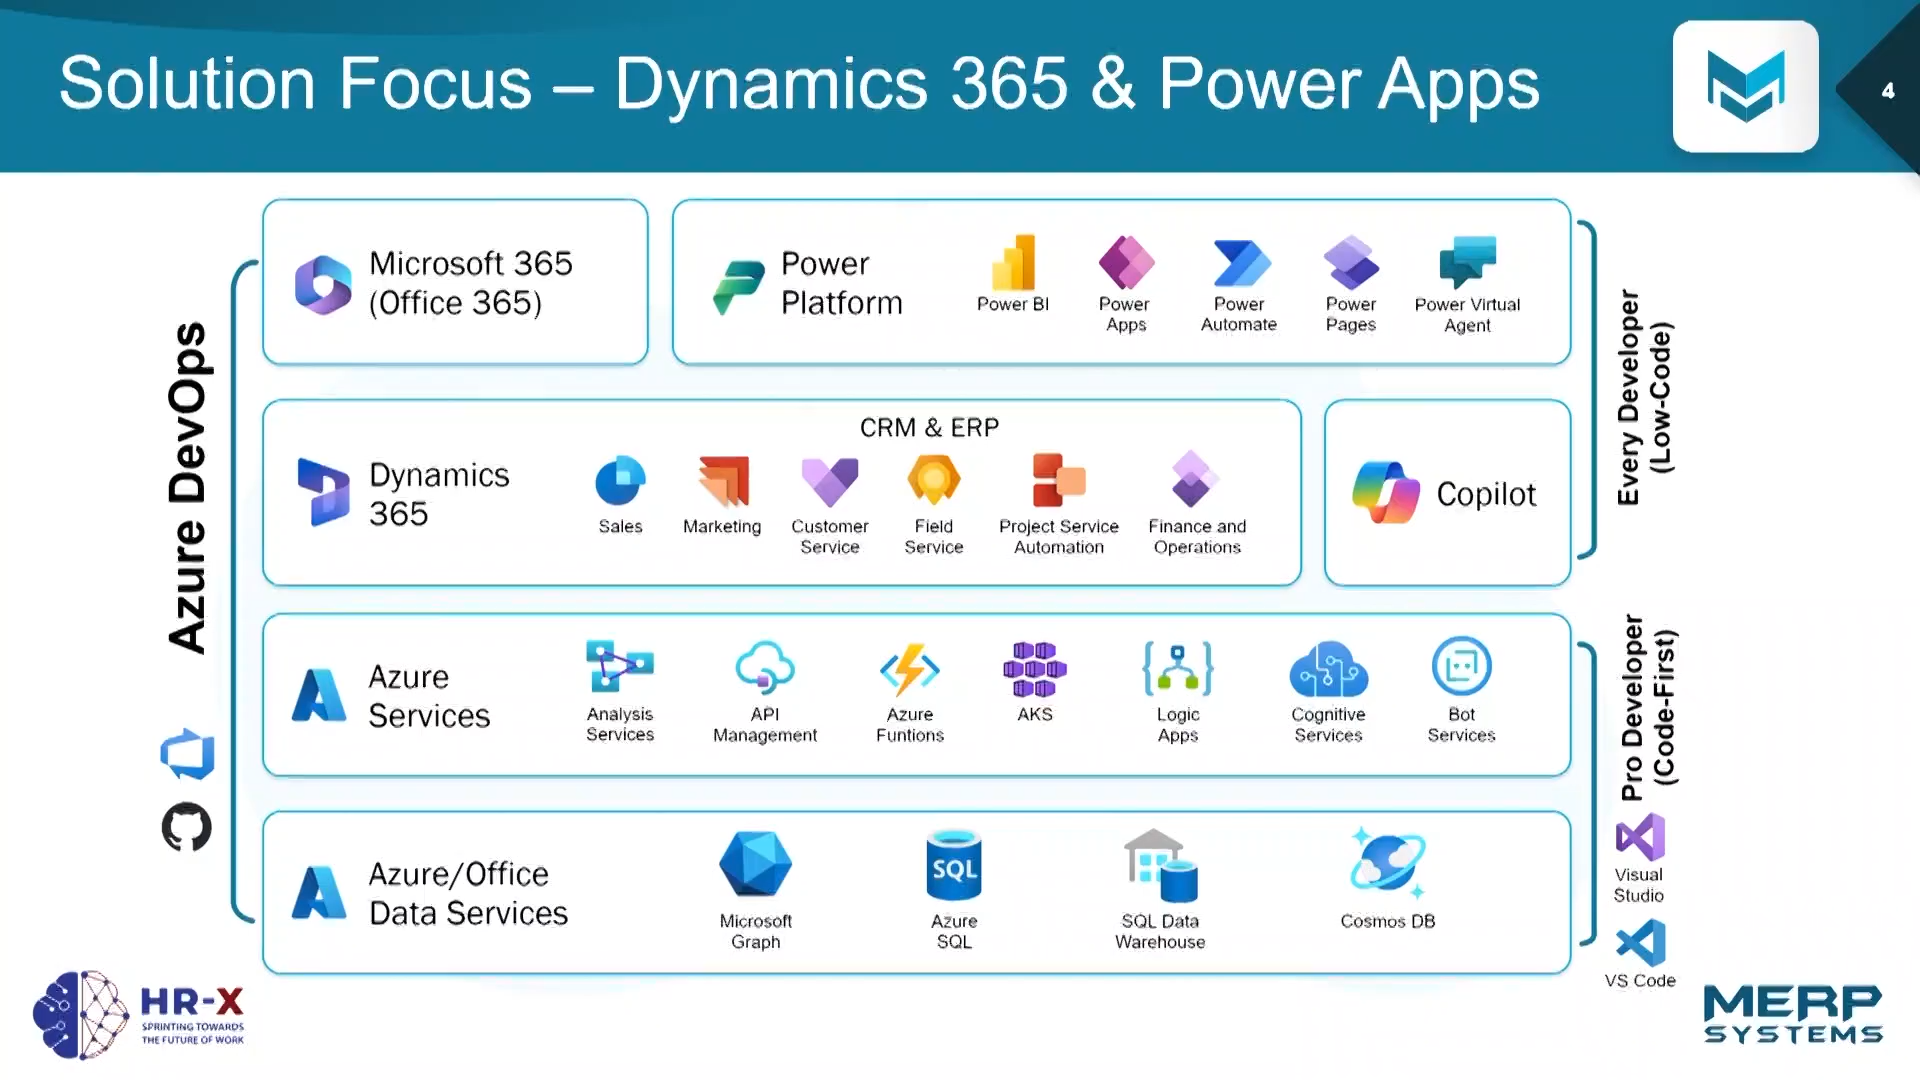 Solution Focus – Dynamics 365 & Power Apps
4
Microsoft 365
(Office 365)
Power
Platform
Power BI
Power
Apps
Power
Automate
Power
Pages
Power Virtual
Agent
CRM & ERP
Dynamics
365
Sales
Marketing
Customer
Service
Field
Service
Project Service
Automation
Finance and
Operations
Copilot
Azure
Services
Analysis
Services
API
Management
Azure
Funtions
AKS
Logic
Apps
Cognitive
Services
Bot
Services
Azure/Office
Data Services
Microsoft
Graph
SQL
Azure
SQL
SQL Data
Warehouse
Cosmos DB
Azure DevOps
Every Developer
(Low-Code)
Pro Developer
(Code-First)
Visual
Studio
VS Code
HR-X
SPRINTING TOWARDS
THE FUTURE OF WORK
MERP
SYSTEMS